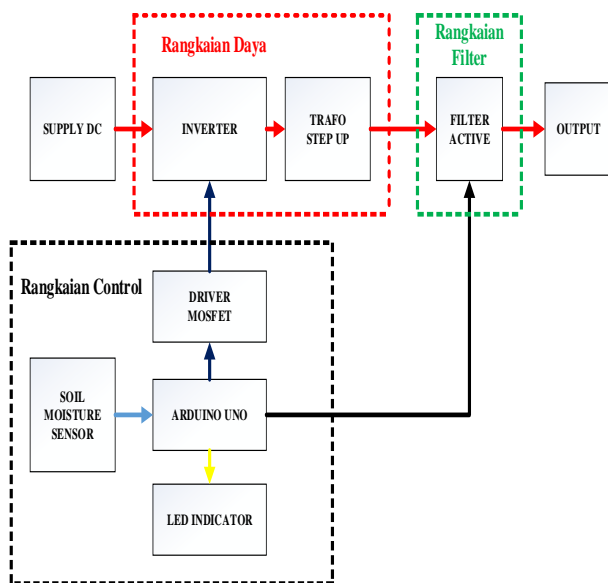 Rangkaian Daya
Rangkaian
Filter
SUPPLY DC
INVERTER
TRAFO
STEP UP
FILTER
ACTIVE
OUTPUT
Rangkaian Control
DRIVER
MOSFET
SOIL
MOISTURE
SENSOR
ARDUINO UNO
LED INDICATOR